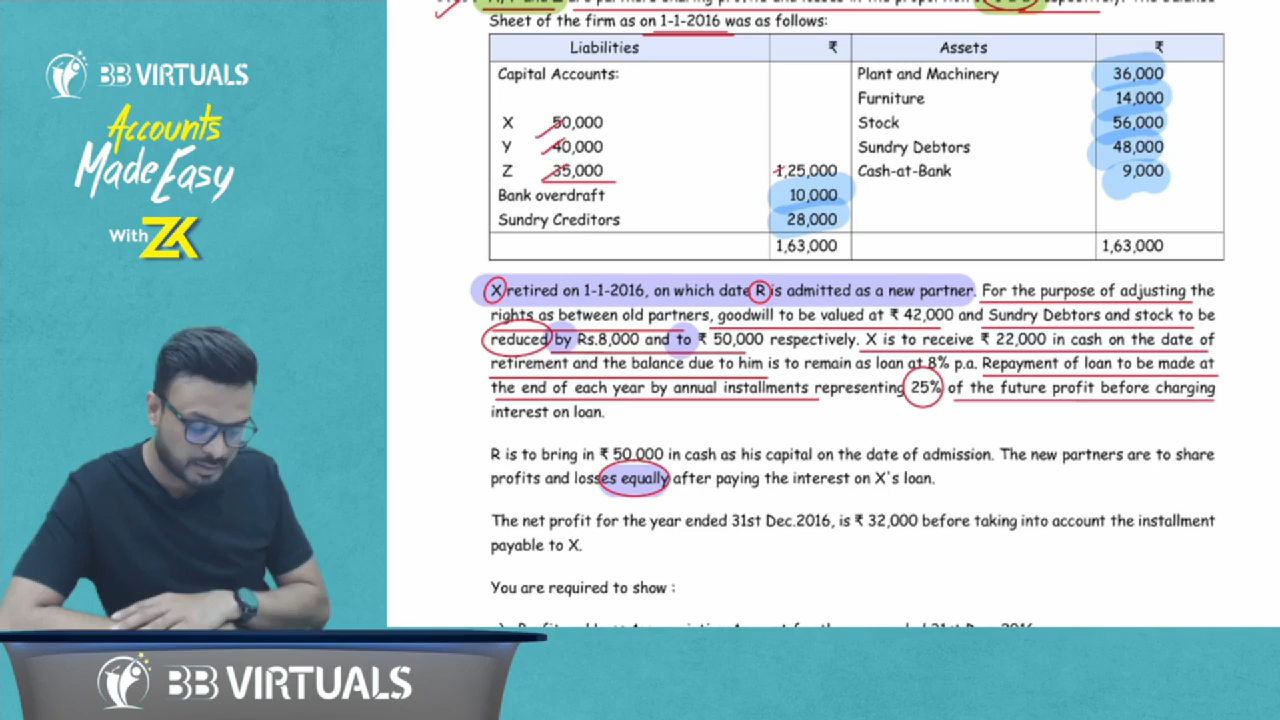 BB VIRTUALS
Accounts
Made Easy
With ZK
Sheet of the firm as on 1-1-2016 was as follows:
Liabilities ₹ Assets ₹
Capital Accounts: Plant and Machinery 36,000
Furniture 14,000
X 50,000 Stock 56,000
Y 40,000 Sundry Debtors 48,000
Z 35,000 1,25,000 Cash-at-Bank 9,000
Bank overdraft 10,000
Sundry Creditors 28,000
1,63,000 1,63,000
X retired on 1-1-2016, on which date R is admitted as a new partner. For the purpose of adjusting the
rights as between old partners, goodwill to be valued at ₹ 42,000 and Sundry Debtors and stock to be
reduced by Rs.8,000 and to ₹ 50,000 respectively. X is to receive ₹ 22,000 in cash on the date of
retirement and the balance due to him is to remain as loan at 8% p.a. Repayment of loan to be made at
the end of each year by annual installments representing 25% of the future profit before charging
interest on loan.
R is to bring in ₹ 50,000 in cash as his capital on the date of admission. The new partners are to share
profits and losses equally after paying the interest on X's loan.
The net profit for the year ended 31st Dec.2016, is ₹ 32,000 before taking into account the installment
payable to X.
You are required to show :
BB VIRTUALS